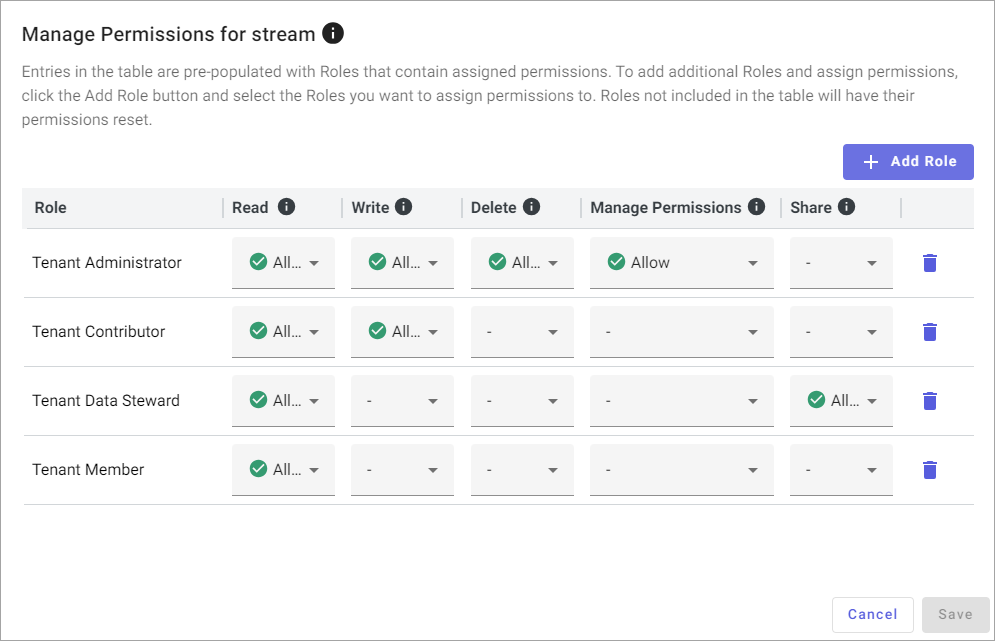 Manage Permissions for stream
Entries in the table are pre-populated with Roles that contain assigned permissions. To add additional Roles and assign permissions,
click the Add Role button and select the Roles you want to assign permissions to. Roles not included in the table will have their
permissions reset.
+ Add Role
Role Read Write Delete Manage Permissions Share
Tenant Administrator All... All... All... Allow -
Tenant Contributor All... All... - - -
Tenant Data Steward All... - - - All...
Tenant Member All... - - - -
Cancel Save